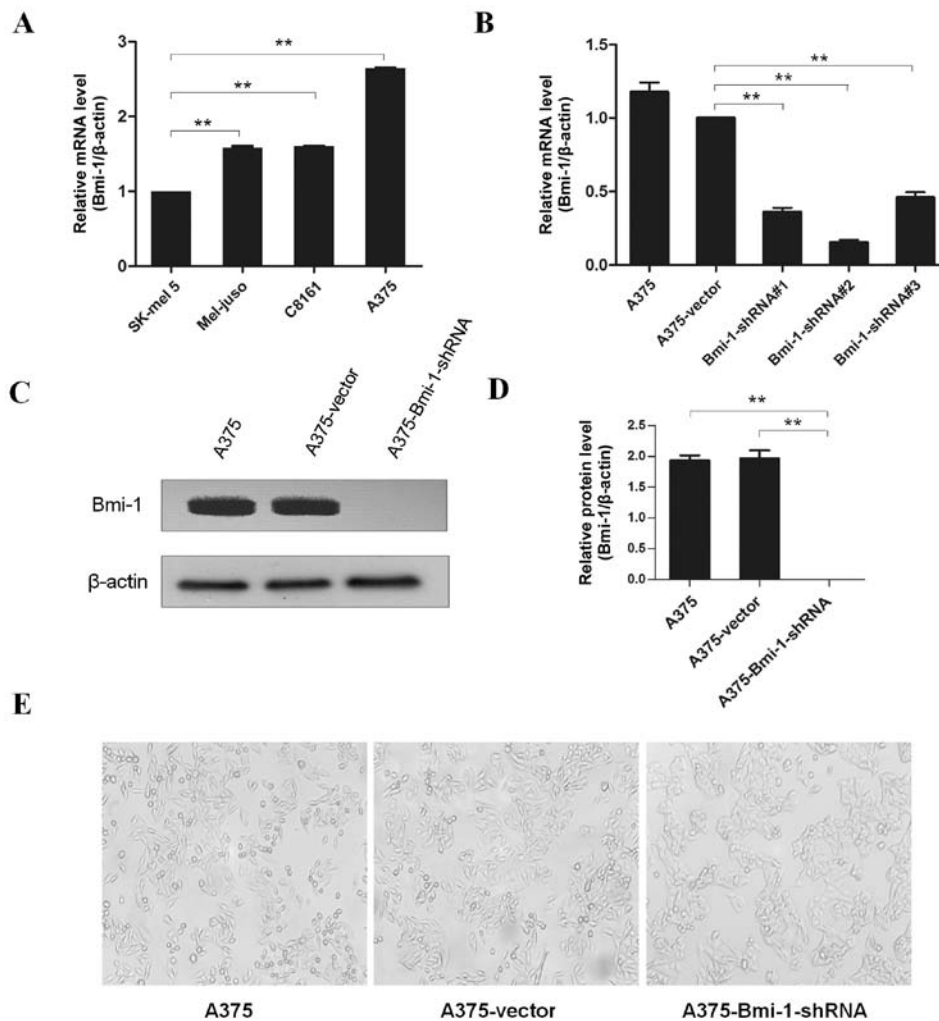 A
Relative mRNA level
(Bmi-1/β-actin)
3
2
1
0
**
**
**
SK-mel 5
Mel-juso
C8161
A375
B
Relative mRNA level
(Bmi-1/β-actin)
1.5
1.0
0.5
0.0
**
**
**
A375
A375-vector
Bmi-1-shRNA#1
Bmi-1-shRNA#2
Bmi-1-shRNA#3
C
A375
A375-vector
A375-Bmi-1-shRNA
Bmi-1
β-actin
D
Relative protein level
(Bmi-1/β-actin)
2.5
2.0
1.5
1.0
0.5
0.0
**
**
A375
A375-vector
A375-Bmi-1-shRNA
E
A375
A375-vector
A375-Bmi-1-shRNA